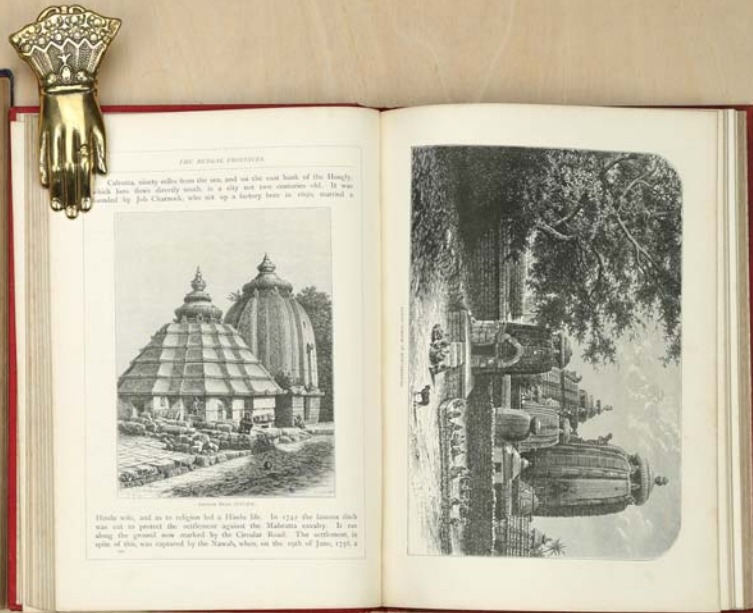 THE BENGAL PROVINCES.
Calcutta, ninety miles from the sea, and on the east bank of the Hoogly,
which here flows directly south, is a city not two centuries old. It was
founded by Job Charnock, who set up a factory here in 1690, married a
Hindu wife, and as to religion led a Hindu life. In 1742 the famous ditch
was cut to protect the settlement against the Mahratta cavalry. It ran
along the ground now marked by the Circular Road. The settlement, in
spite of this, was captured by the Nawab, when, on the 19th of June, 1756, a